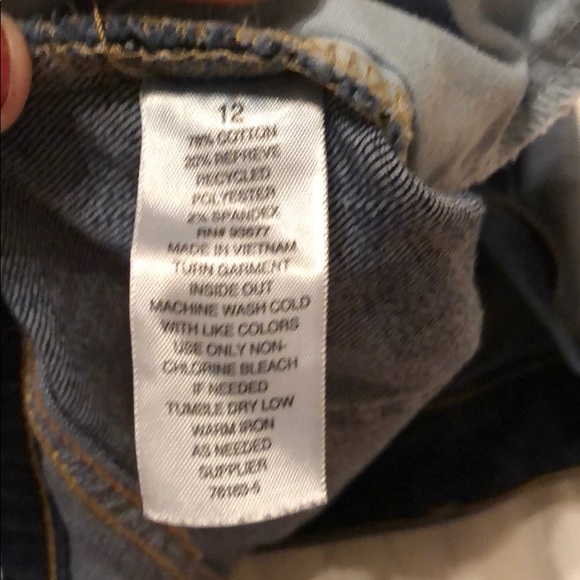 12
78% COTTON
20% REPREVE
RECYCLED
POLYESTER
2% SPANDEX
RN# 93677
MADE IN VIETNAM
TURN GARMENT
INSIDE OUT
MACHINE WASH COLD
WITH LIKE COLORS
USE ONLY NON-
CHLORINE BLEACH
IF NEEDED
TUMBLE DRY LOW
WARM IRON
AS NEEDED
SUPPLIER
76163-5